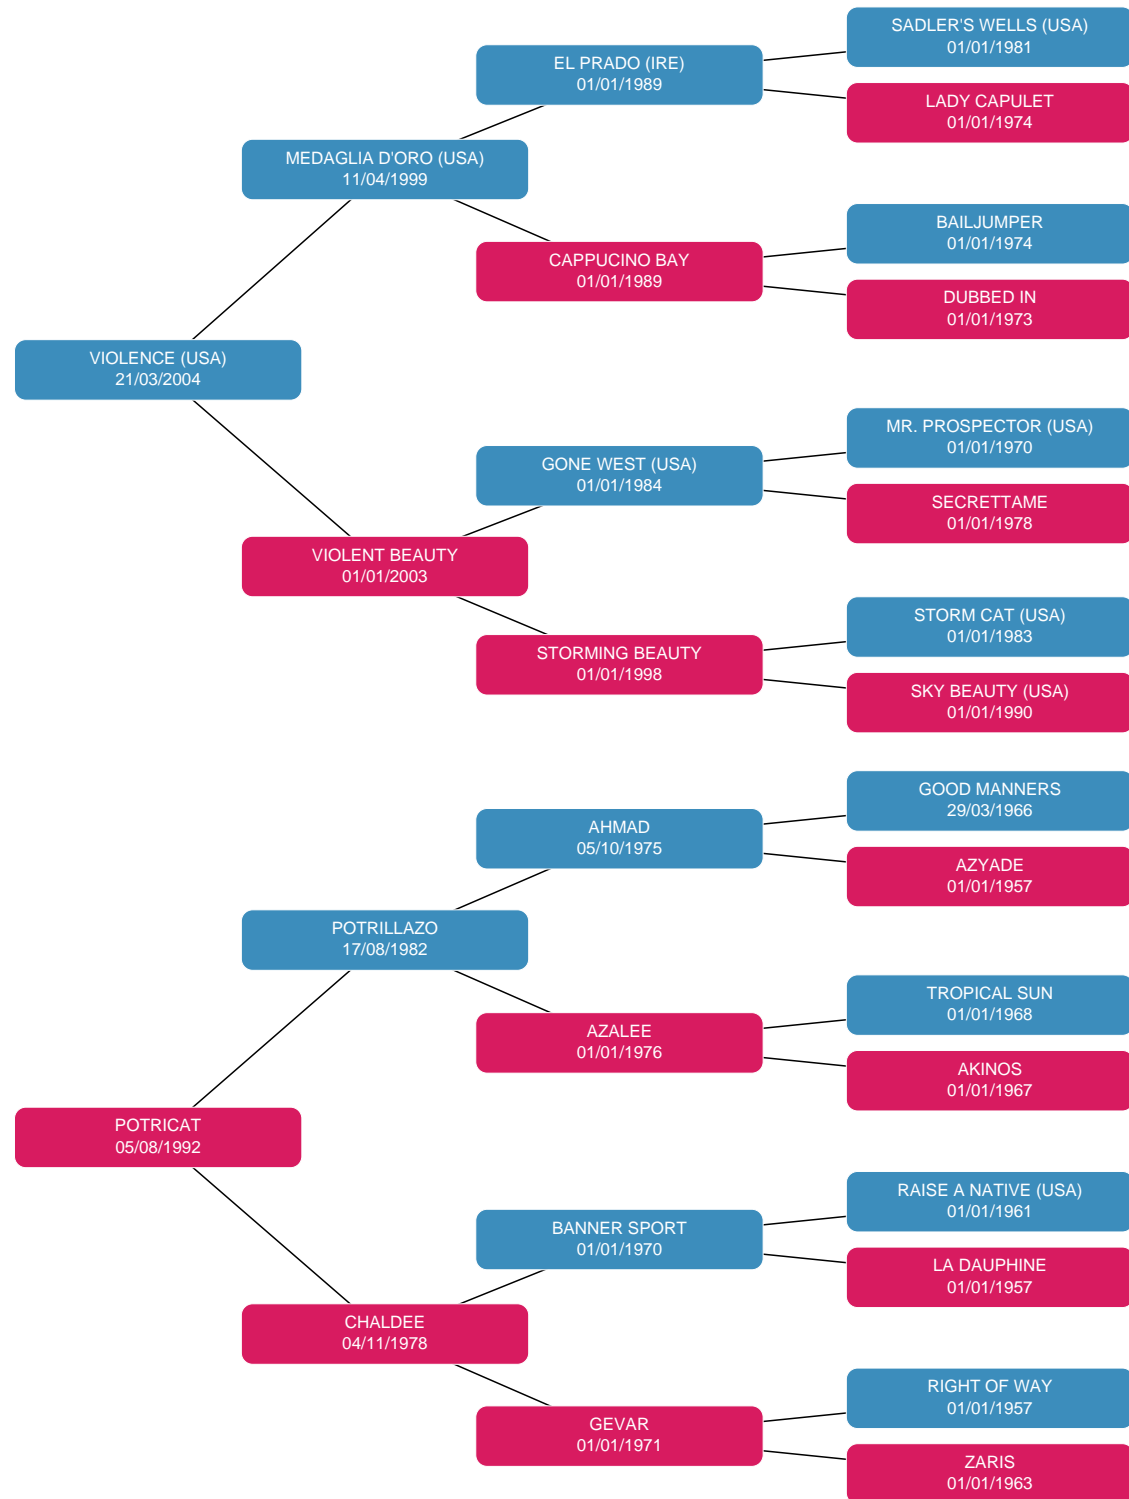 SADLER'S WELLS (USA)
01/01/1981
EL PRADO (IRE)
01/01/1989
LADY CAPULET
01/01/1974
MEDAGLIA D'ORO (USA)
11/04/1999
BAILJUMPER
01/01/1974
CAPPUCINO BAY
01/01/1989
DUBBED IN
01/01/1973
VIOLENCE (USA)
21/03/2004
MR. PROSPECTOR (USA)
01/01/1970
GONE WEST (USA)
01/01/1984
SECRETTAME
01/01/1978
VIOLENT BEAUTY
01/01/2003
STORM CAT (USA)
01/01/1983
STORMING BEAUTY
01/01/1998
SKY BEAUTY (USA)
01/01/1990
GOOD MANNERS
29/03/1966
AHMAD
05/10/1975
AZYADE
01/01/1957
POTRILLAZO
17/08/1982
TROPICAL SUN
01/01/1968
AZALEE
01/01/1976
AKINOS
01/01/1967
POTRICAT
05/08/1992
RAISE A NATIVE (USA)
01/01/1961
BANNER SPORT
01/01/1970
LA DAUPHINE
01/01/1957
CHALDEE
04/11/1978
RIGHT OF WAY
01/01/1957
GEVAR
01/01/1971
ZARIS
01/01/1963